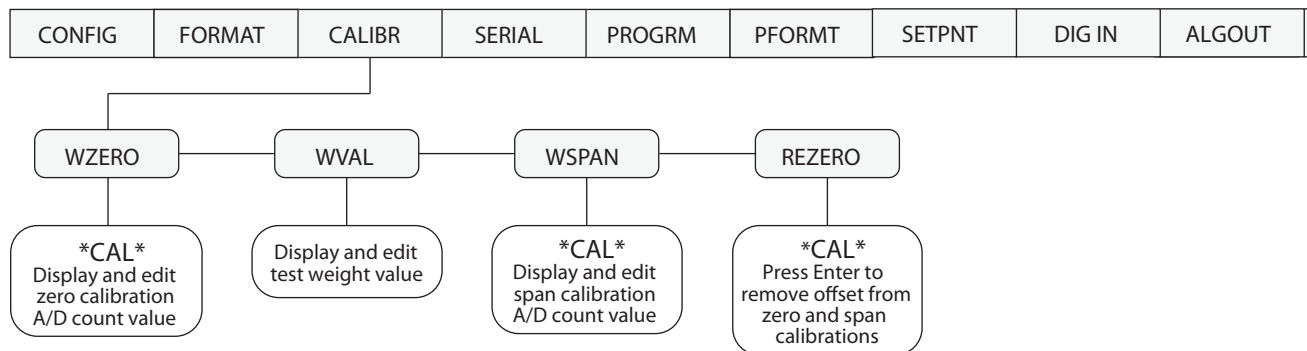 CONFIG FORMAT CALIBR SERIAL PROGRM PFORMT SETPNT DIG IN ALGOUT
WZERO WVAL WSPAN REZERO
*CAL*
Display and edit
zero calibration
A/D count value
Display and edit
test weight value
*CAL*
Display and edit
span calibration
A/D count value
*CAL*
Press Enter to
remove offset from
zero and span
calibrations